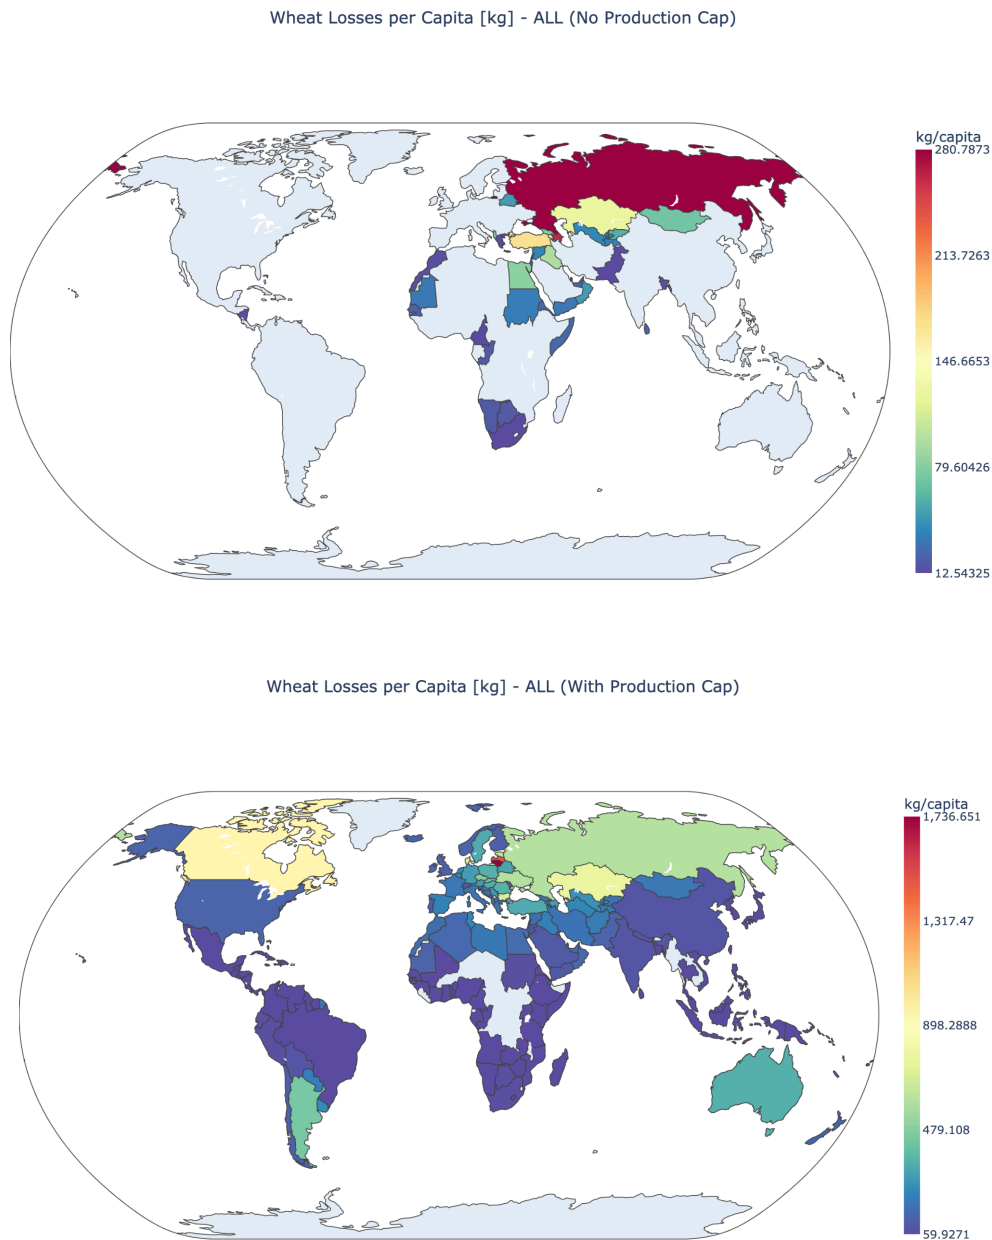 Wheat Losses per Capita [kg] - ALL (No Production Cap)
kg/capita
280.7873
213.7263
146.6653
79.60426
12.54325
Wheat Losses per Capita [kg] - ALL (With Production Cap)
kg/capita
1,736.651
1,317.47
898.2888
479.108
59.9271